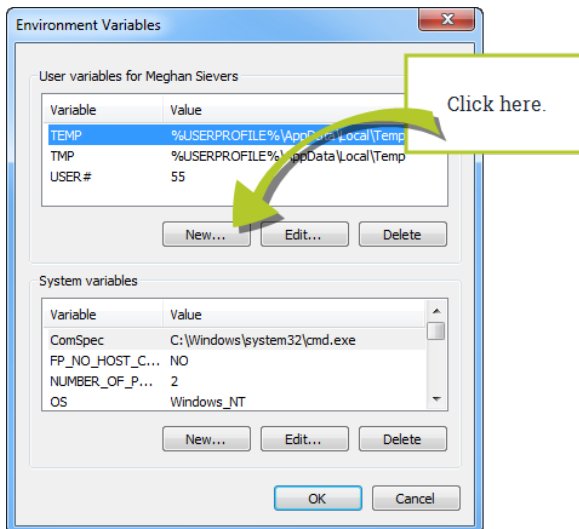 Environment Variables
Click here.
User variables for Meghan Sievers
Variable Value
TEMP %USERPROFILE%\AppData\Local\Temp
TMP %USERPROFILE%\AppData\Local\Temp
USER# 55
New... Edit... Delete
System variables
Variable Value
ComSpec C:\Windows\system32\cmd.exe
FP_NO_HOST_C... NO
NUMBER_OF_P... 2
OS Windows_NT
New... Edit... Delete
OK Cancel